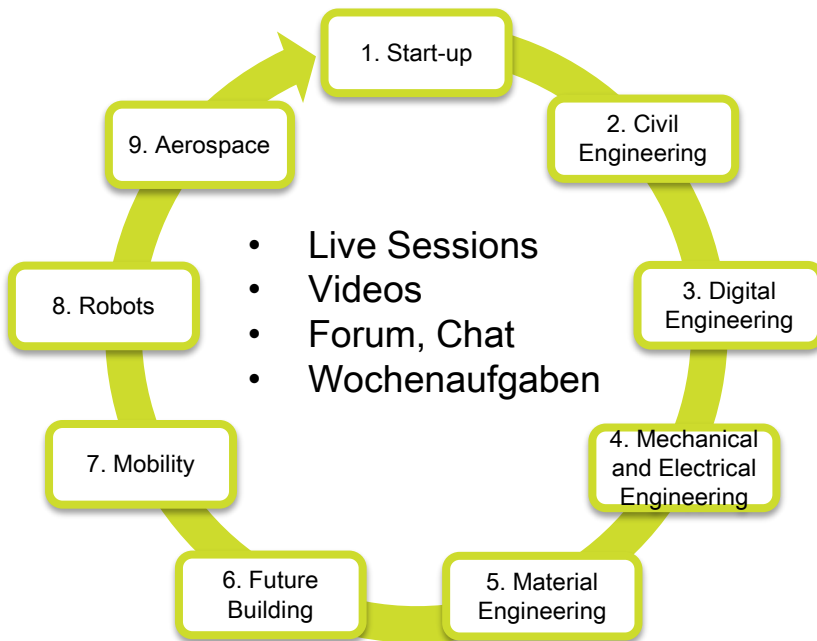 1. Start-up
2. Civil
Engineering
3. Digital
Engineering
4. Mechanical
and Electrical
Engineering
5. Material
Engineering
6. Future
Building
7. Mobility
8. Robots
9. Aerospace
• Live Sessions
• Videos
• Forum, Chat
• Wochenaufgaben